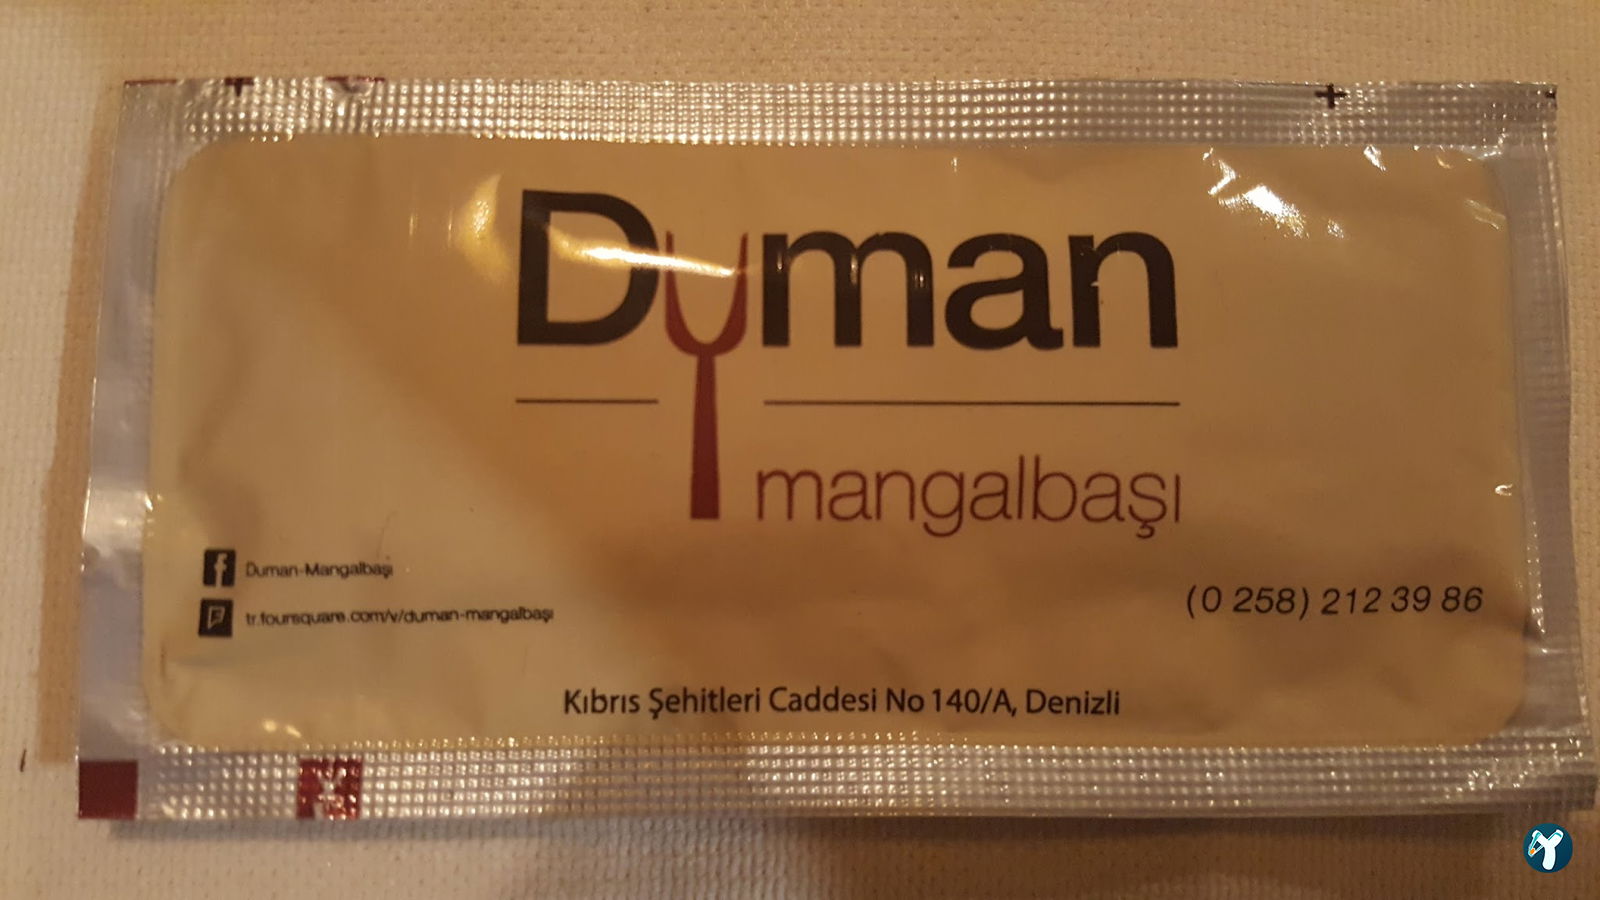 Duman
mangalbaşı
Duman-Mangalbaşı
tr.foursquare.com/v/duman-mangalbaşı
(0 258) 212 39 86
Kıbrıs Şehitleri Caddesi No 140/A, Denizli